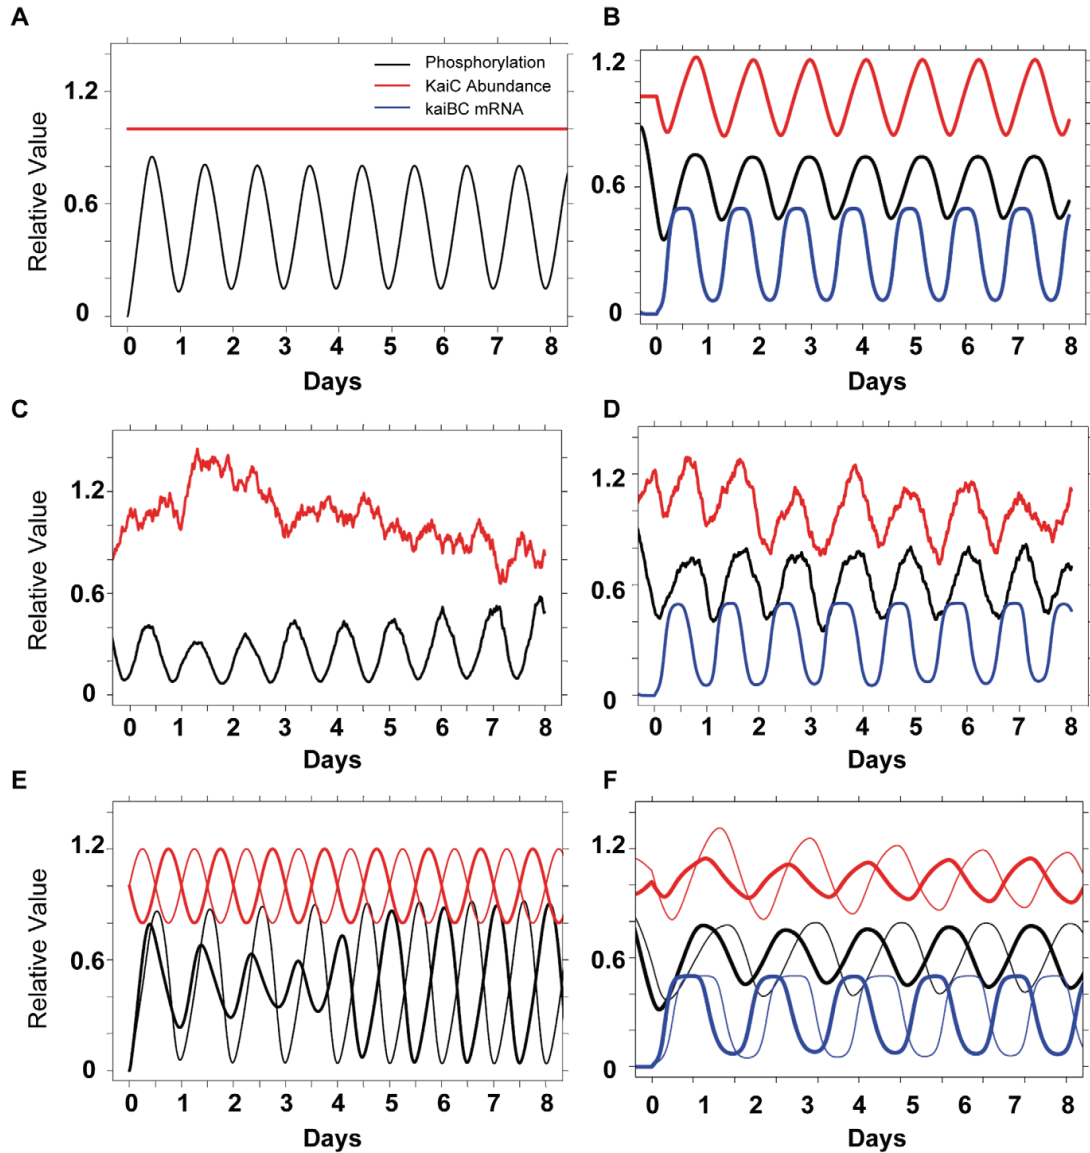 A
Phosphorylation
KaiC Abundance
kaiBC mRNA
1.2
0.6
0
Relative Value
0 1 2 3 4 5 6 7 8
Days
B
1.2
0.6
0
0 1 2 3 4 5 6 7 8
Days
C
1.2
0.6
0
Relative Value
0 1 2 3 4 5 6 7 8
Days
D
1.2
0.6
0
0 1 2 3 4 5 6 7 8
Days
E
1.2
0.6
0
Relative Value
0 1 2 3 4 5 6 7 8
Days
F
1.2
0.6
0
0 1 2 3 4 5 6 7 8
Days